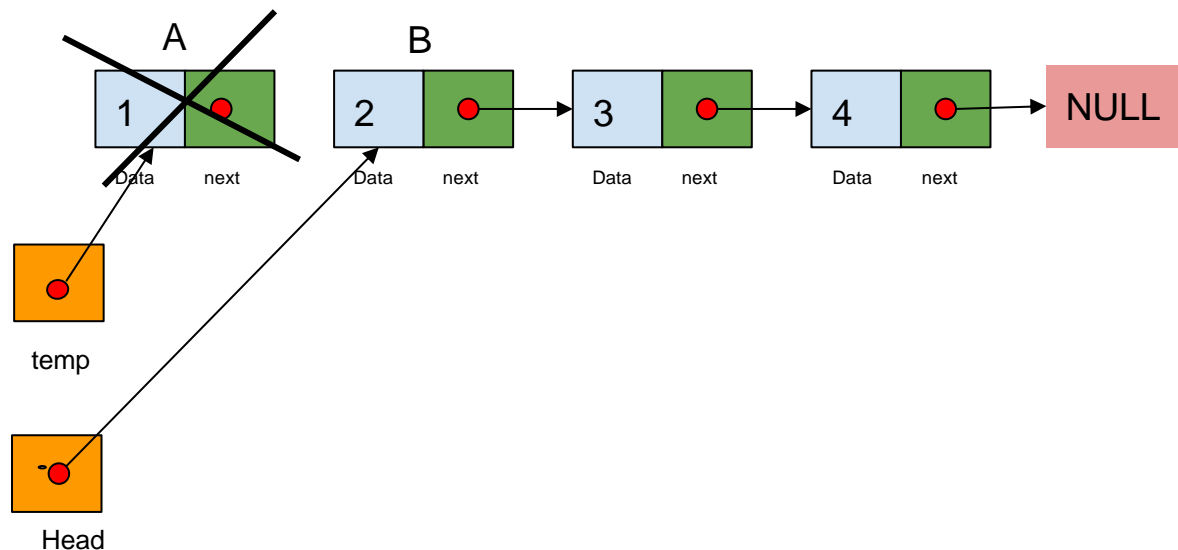 A B
1 2 3 4 NULL
Data next Data next Data next Data next
temp
Head